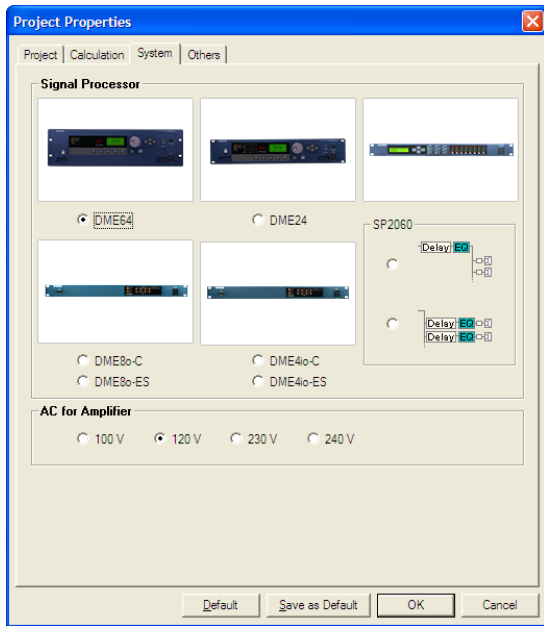 Project Properties
Project
Calculation
System
Others
Signal Processor
DME64
DME24
SP2060
Delay EQ
Delay EQ
Delay EQ
DME8o-C
DME8o-ES
DME4io-C
DME4io-ES
AC for Amplifier
100 V
120 V
230 V
240 V
Default
Save as Default
OK
Cancel